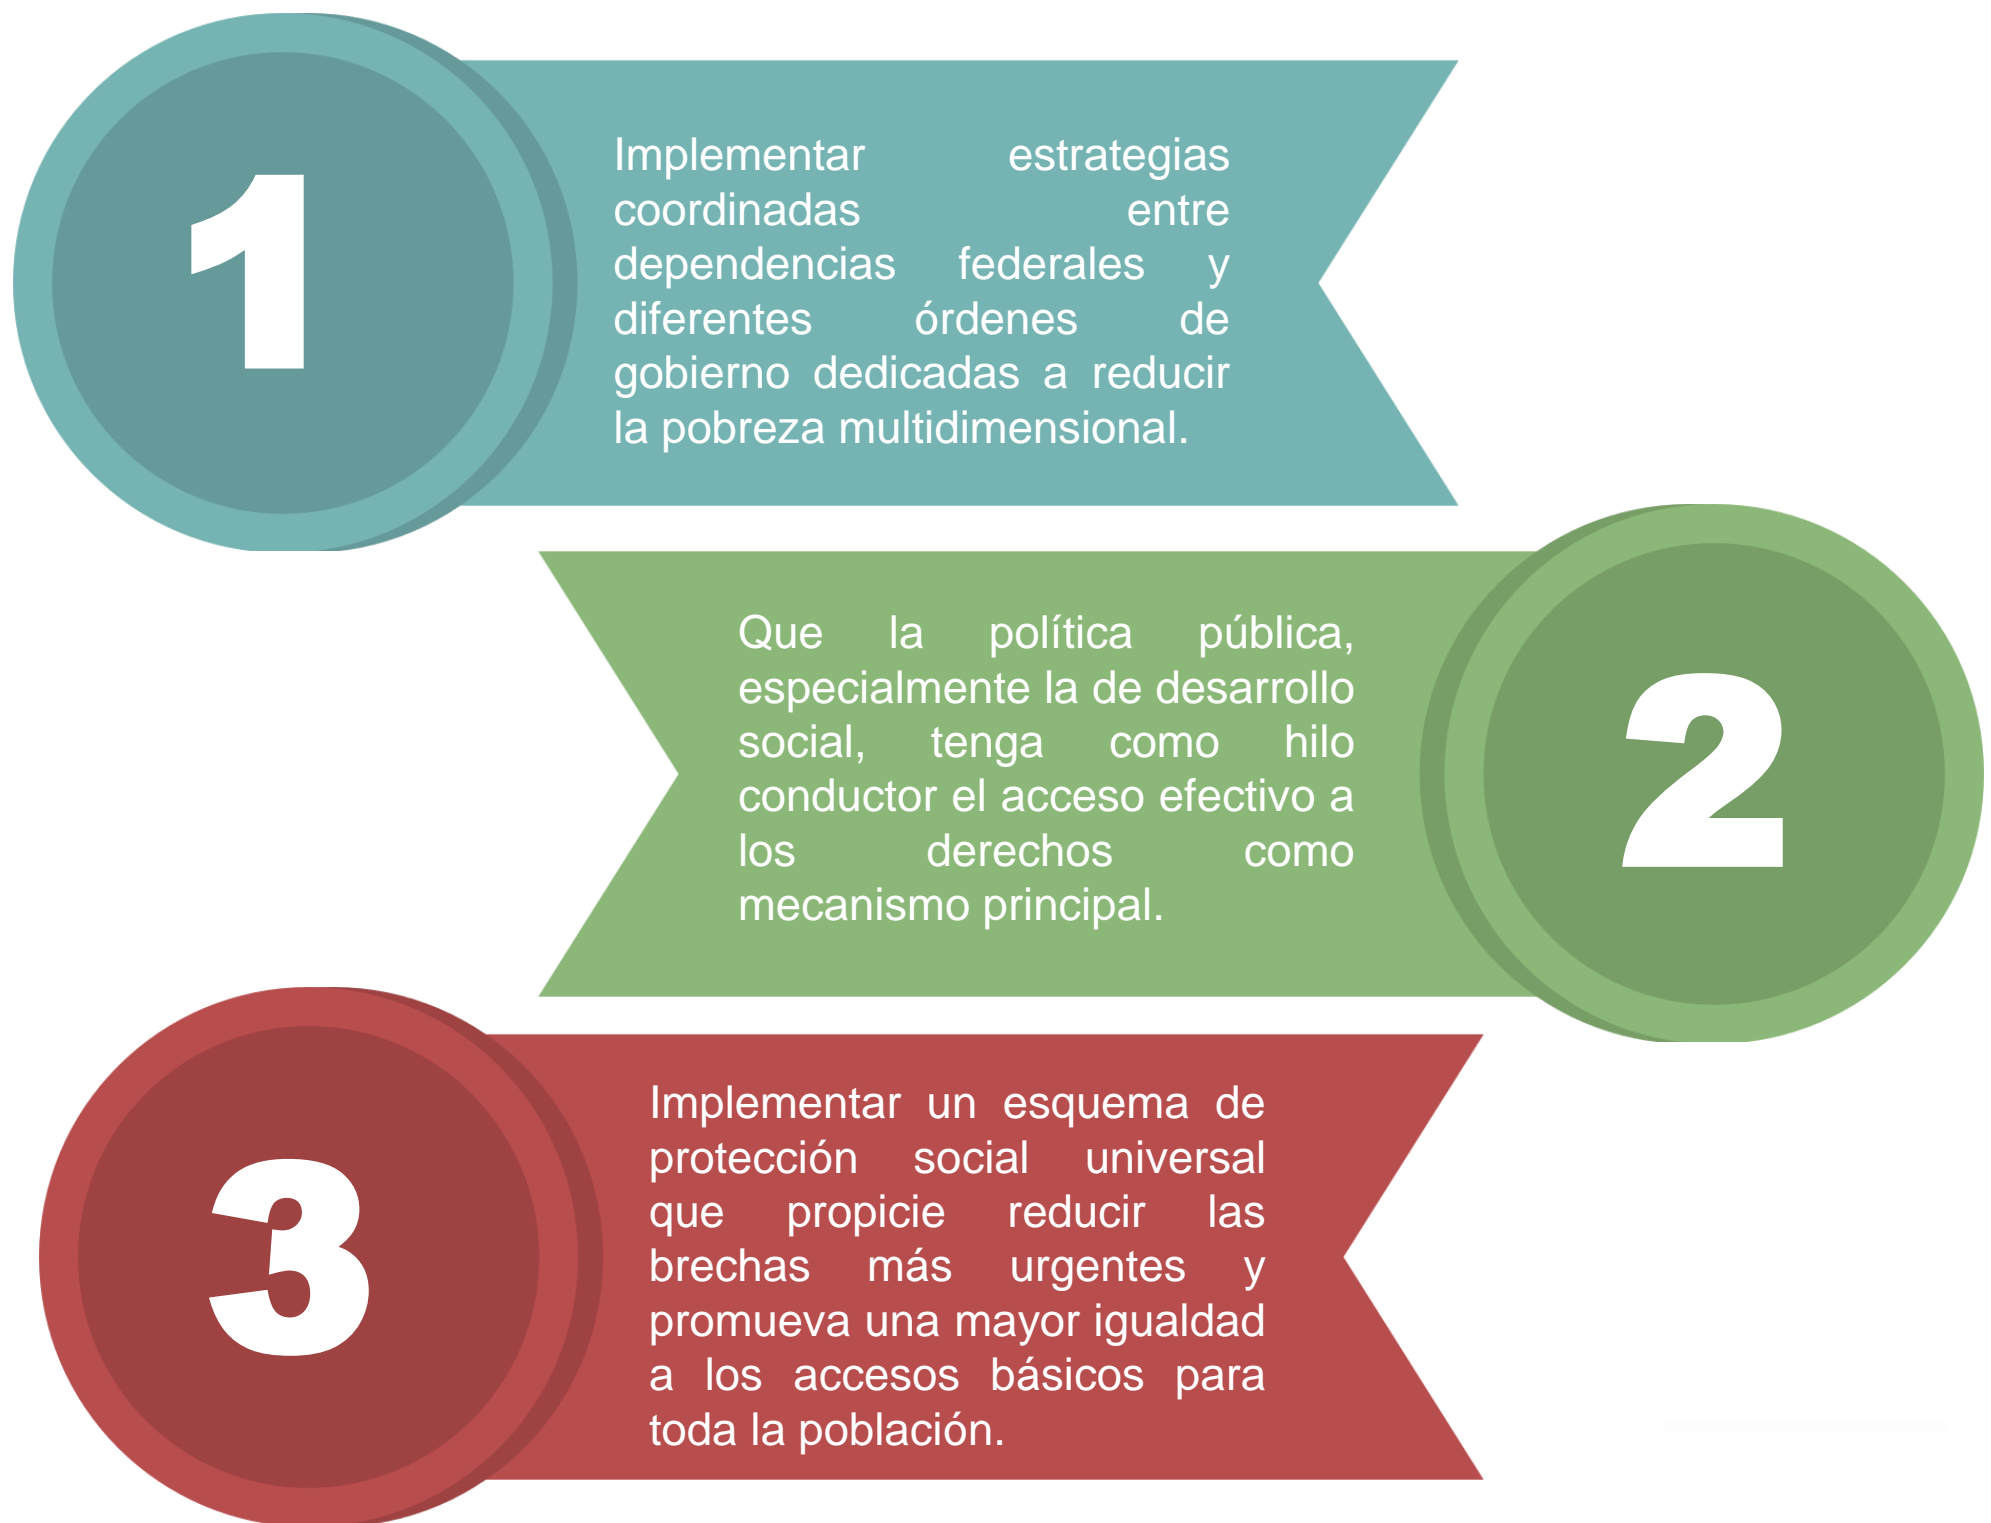 1
Implementar estrategias
coordinadas entre
dependencias federales y
diferentes órdenes de
gobierno dedicadas a reducir
la pobreza multidimensional.
Que la política pública,
especialmente la de desarrollo
social, tenga como hilo
conductor el acceso efectivo a
los derechos como
mecanismo principal.
2
3
Implementar un esquema de
protección social universal
que propicie reducir las
brechas más urgentes y
promueva una mayor igualdad
a los accesos básicos para
toda la población.